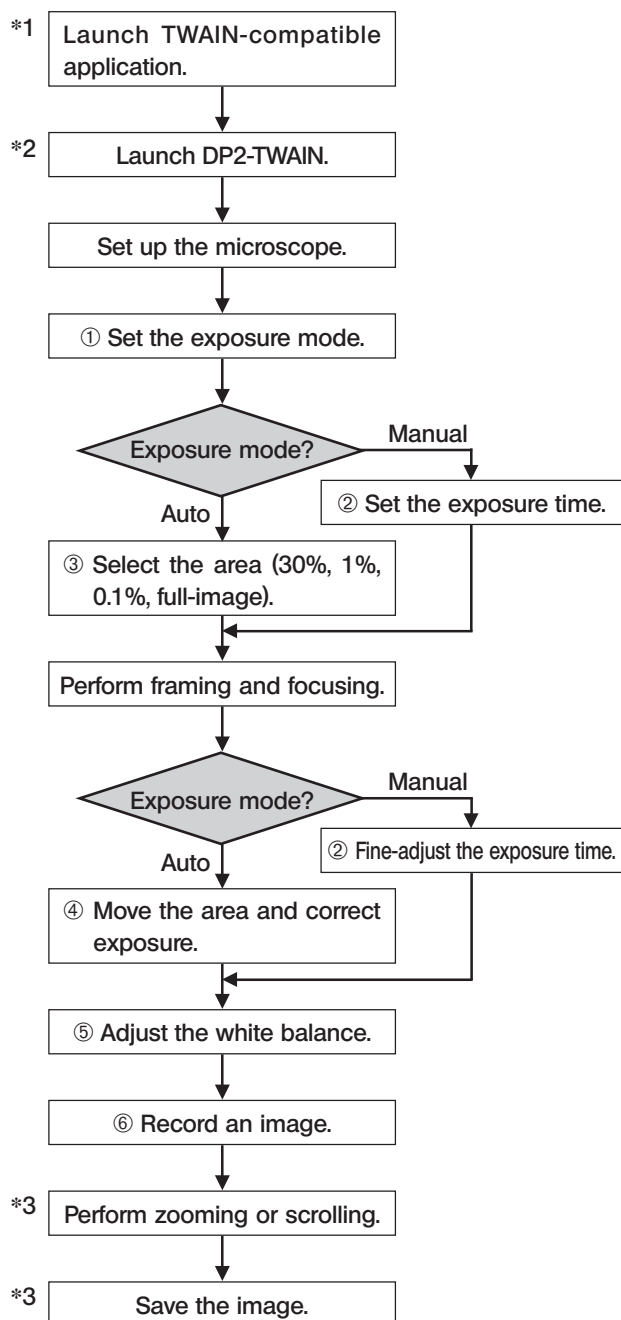 *1
Launch TWAIN-compatible
application.
*2
Launch DP2-TWAIN.
Set up the microscope.
① Set the exposure mode.
Exposure mode?
Manual
② Set the exposure time.
Auto
③ Select the area (30%, 1%,
0.1%, full-image).
Perform framing and focusing.
Exposure mode?
Manual
② Fine-adjust the exposure time.
Auto
④ Move the area and correct
exposure.
⑤ Adjust the white balance.
⑥ Record an image.
*3
Perform zooming or scrolling.
*3
Save the image.